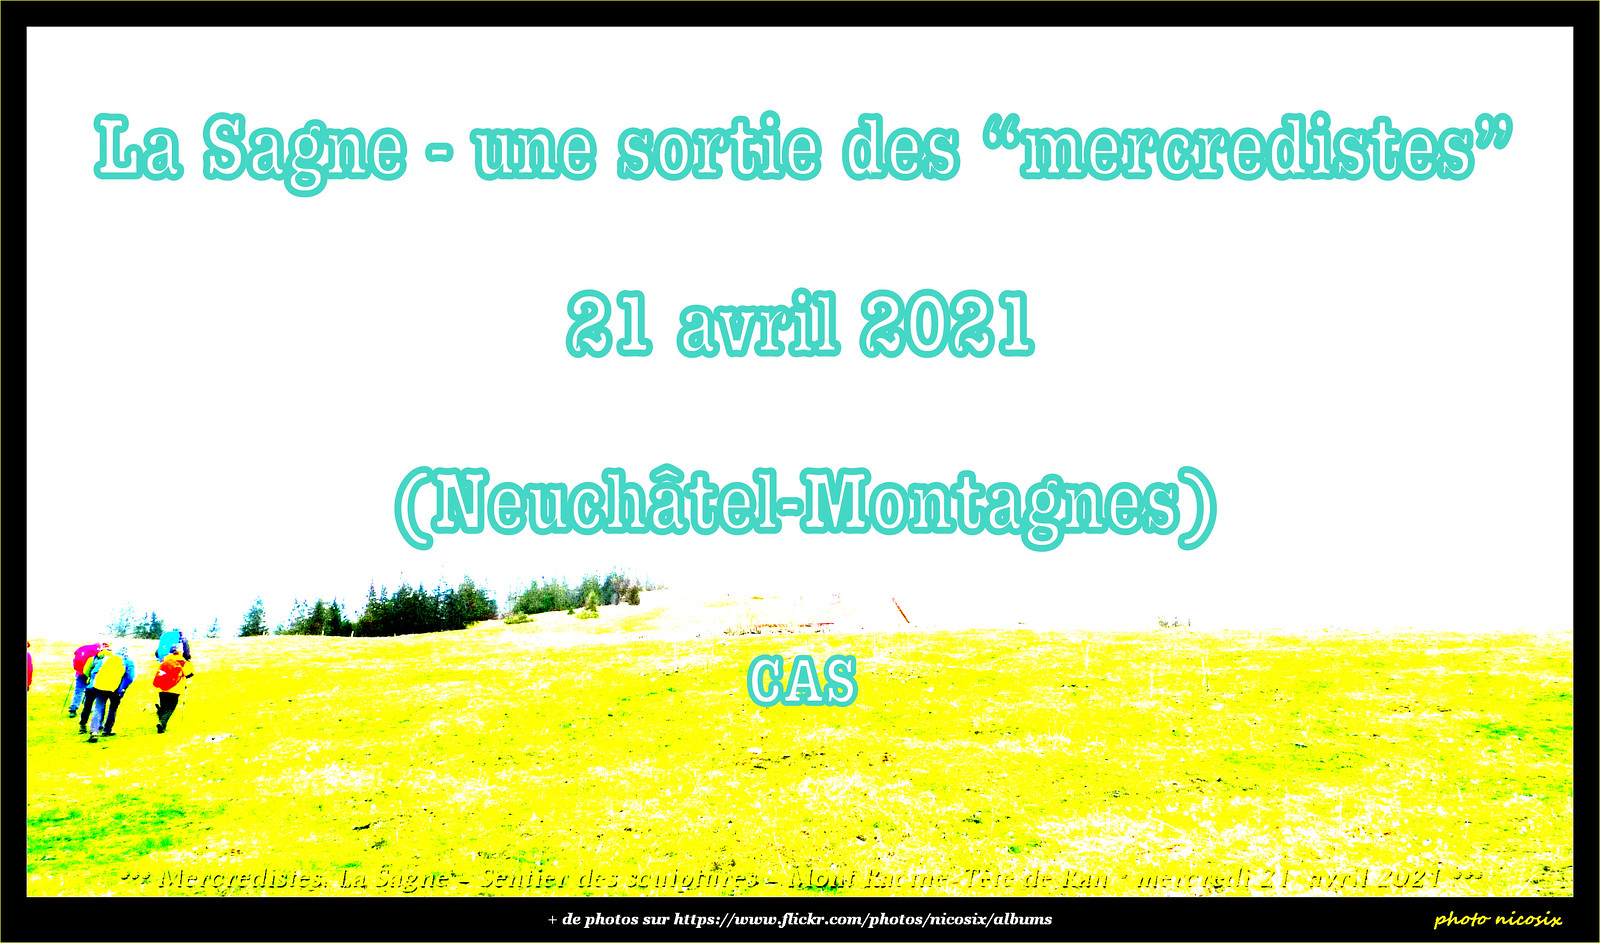 La Sagne - une sortie des “mercredistes”
21 avril 2021
(Neuchâtel-Montagnes)
CAS
*** Mercredistes, La Sagne - Sentier des sculptures - Mont Racine-Tête de Ran * mercredi 21 avril 2021 ***
+ de photos sur https://www.flickr.com/photos/nicosix/albums
photo nicosix